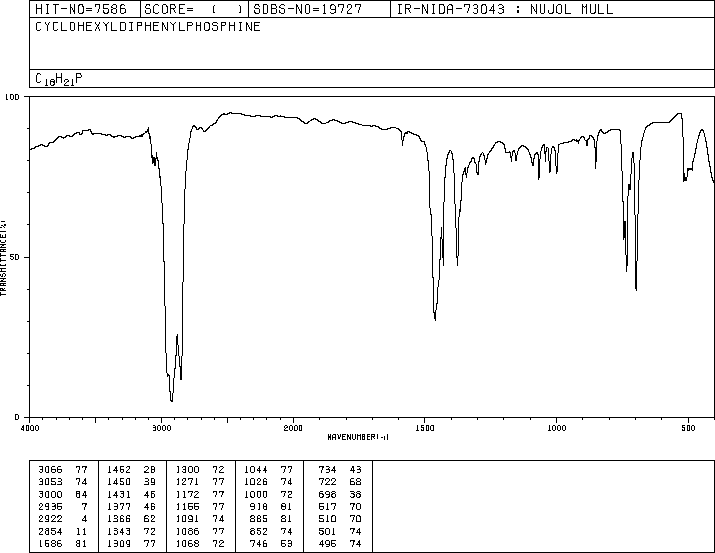 HIT-NO=7586 SCORE= ( ) SDBS-NO=19727 IR-NIDA-73043 : NUJOL MULL
CYCLOHEXYLDIPHENYLPHOSPHINE
C18H21P
100
50
0
TRANSMITTANCE(%)
4000 3000 2000 1500 1000 500
WAVENUMBER(-1)
3066 77 1462 28 1300 72 1044 77 734 43
3053 74 1450 39 1271 77 1026 74 722 68
3000 84 1431 46 1172 77 1000 72 698 38
2935 7 1377 46 1155 77 918 81 517 70
2922 4 1366 62 1091 74 885 81 510 70
2854 11 1343 72 1086 77 852 74 501 74
1586 81 1309 77 1068 72 746 53 495 74